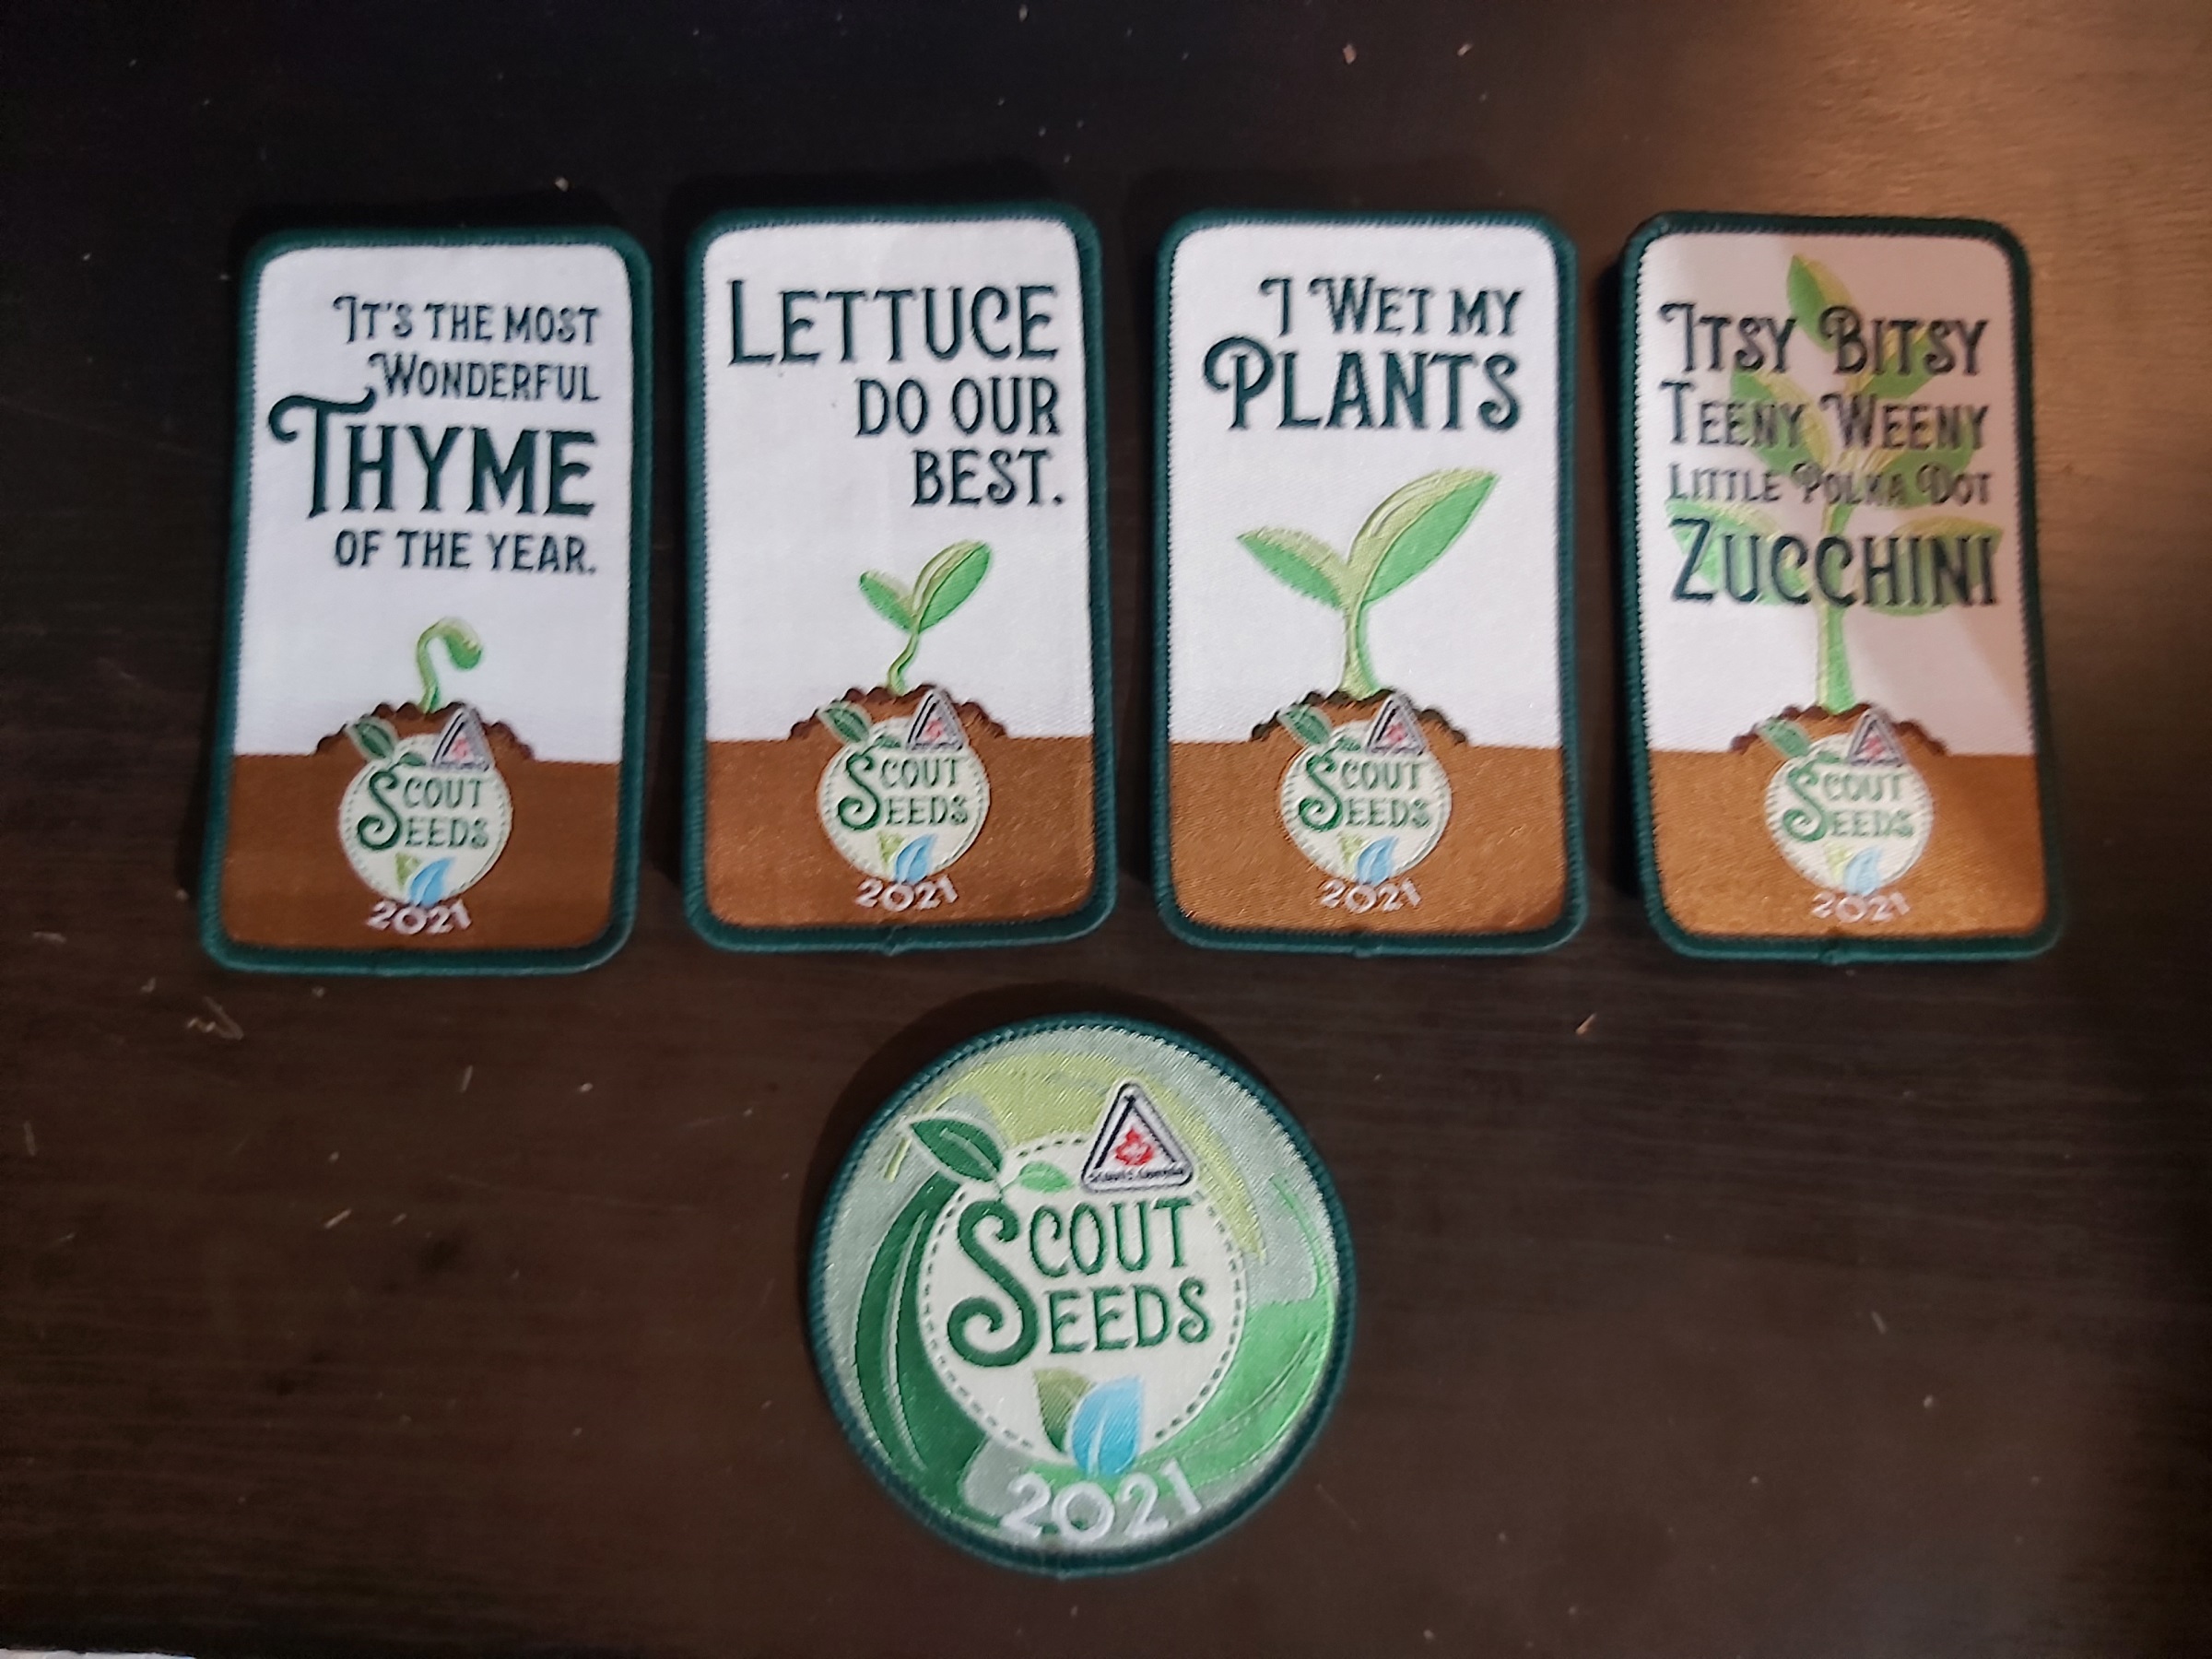 It's the most
Wonderful
Thyme
of the year.
Scout
Seeds
2021
Lettuce
do our
best.
Scout
Seeds
2021
I Wet my
Plants
Scout
Seeds
2021
Itsy Bitsy
Teeny Weeny
Little Polka Dot
Zucchini
Scout
Seeds
2021
Scouts Canada
Scout
Seeds
2021